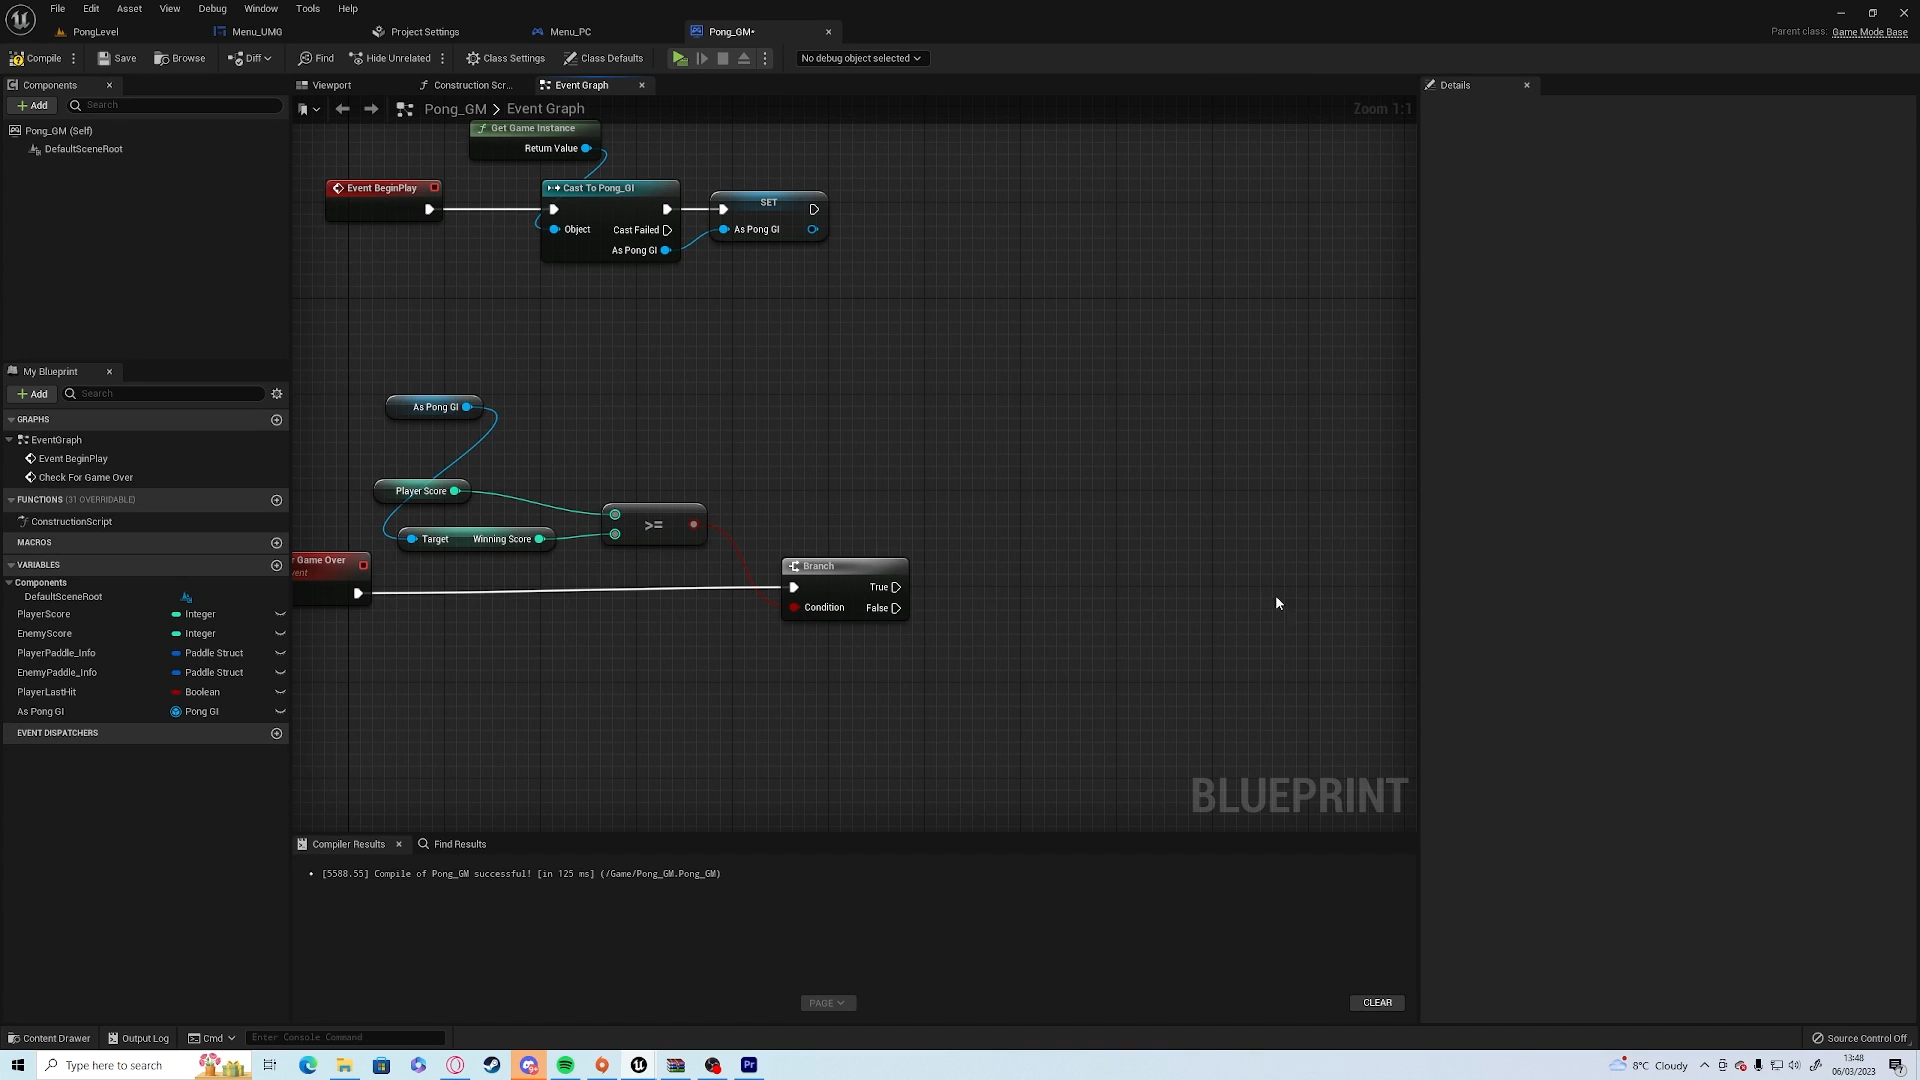 File Edit Asset View Debug Window Tools Help
PongLevel Menu_UMG Project Settings Menu_PC Pong_GM* Parent class: Game Mode Base
Compile Save Browse Diff Find Hide Unrelated Class Settings Class Defaults No debug object selected
Components Viewport Construction Scr... Event Graph Details
Add Search Pong_GM > Event Graph Zoom 1:1
Pong_GM (Self)
DefaultSceneRoot
Get Game Instance
Return Value
Event BeginPlay Cast To Pong_GI SET
Object Cast Failed As Pong GI
As Pong GI
My Blueprint
Add Search
GRAPHS
EventGraph
Event BeginPlay
Check For Game Over
FUNCTIONS (31 OVERRIDABLE)
ConstructionScript
MACROS
VARIABLES
Components
DefaultSceneRoot
PlayerScore Integer
EnemyScore Integer
PlayerPaddle_Info Paddle Struct
EnemyPaddle_Info Paddle Struct
PlayerLastHit Boolean
As Pong GI Pong GI
EVENT DISPATCHERS
As Pong GI
Player Score
Target Winning Score >=
r Game Over
ent
Branch
True
Condition False
BLUEPRINT
Compiler Results Find Results
• [5588.55] Compile of Pong_GM successful! [in 125 ms] (/Game/Pong_GM.Pong_GM)
PAGE CLEAR
Content Drawer Output Log Cmd Enter Console Command Source Control Off
Type here to search Pr 8°C Cloudy 13:48
06/03/2023